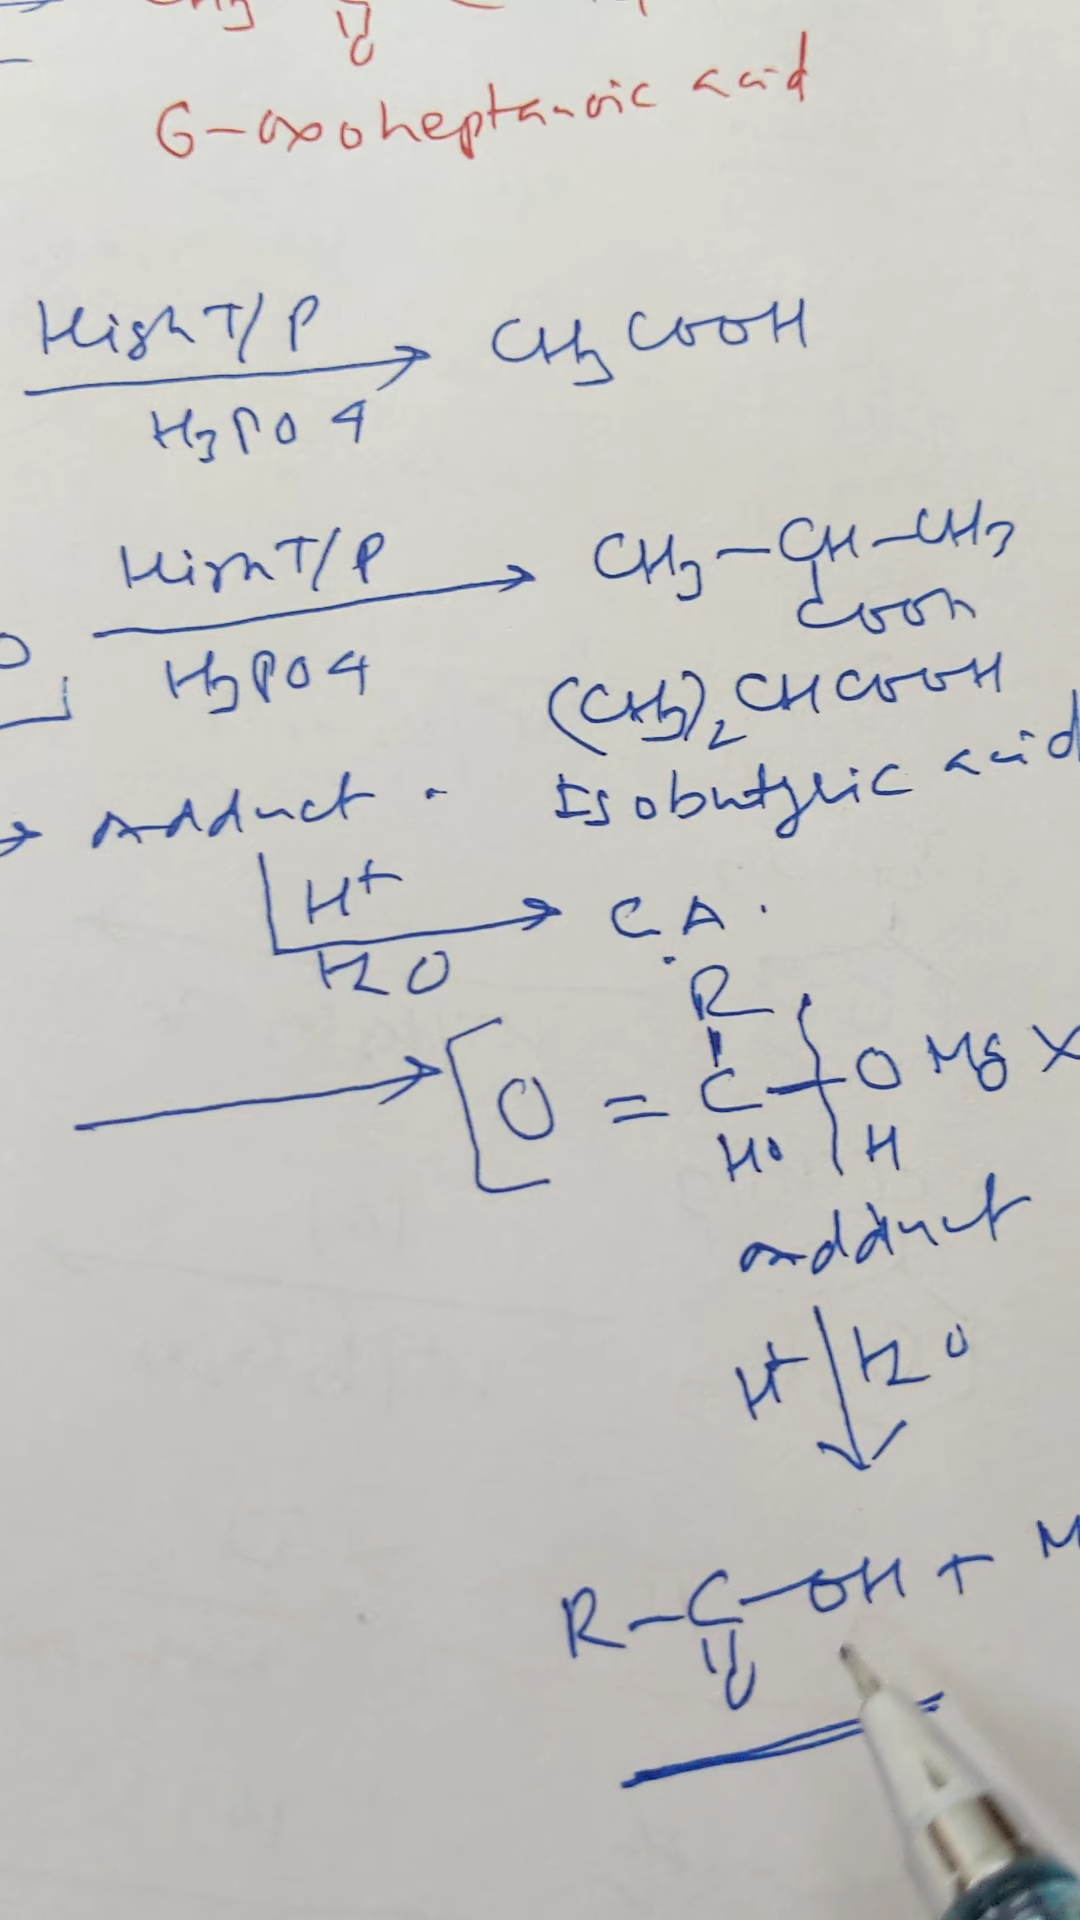 6-oxoheptanoic acid
High T/P
CH3COOH
H3PO4
High T/P
CH3-CH-CH3
COOH
H3PO4
(CH3)2CHCOOH
Adduct.
Isobutyric acid
H+
C.A.
H2O
R
[O=C-OMgX
HO H
adduct
H+ H2O
R-C-OH + M
O